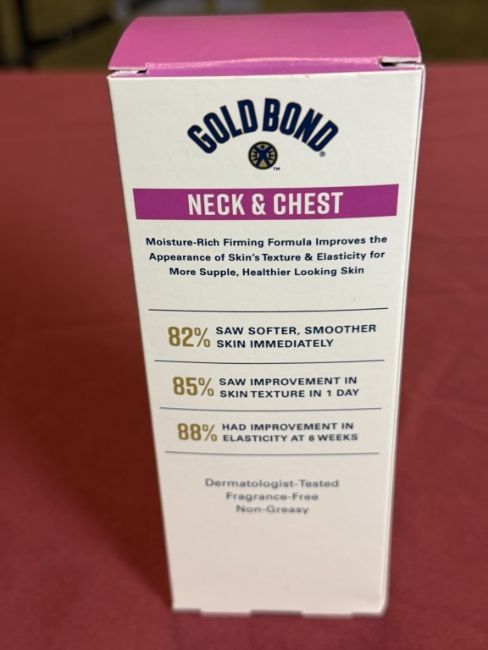 GOLD BOND®
™
NECK & CHEST
Moisture-Rich Firming Formula Improves the
Appearance of Skin's Texture & Elasticity for
More Supple, Healthier Looking Skin
82% SAW SOFTER, SMOOTHER
SKIN IMMEDIATELY
85% SAW IMPROVEMENT IN
SKIN TEXTURE IN 1 DAY
88% HAD IMPROVEMENT IN
ELASTICITY AT 6 WEEKS
Dermatologist-Tested
Fragrance-Free
Non-Greasy